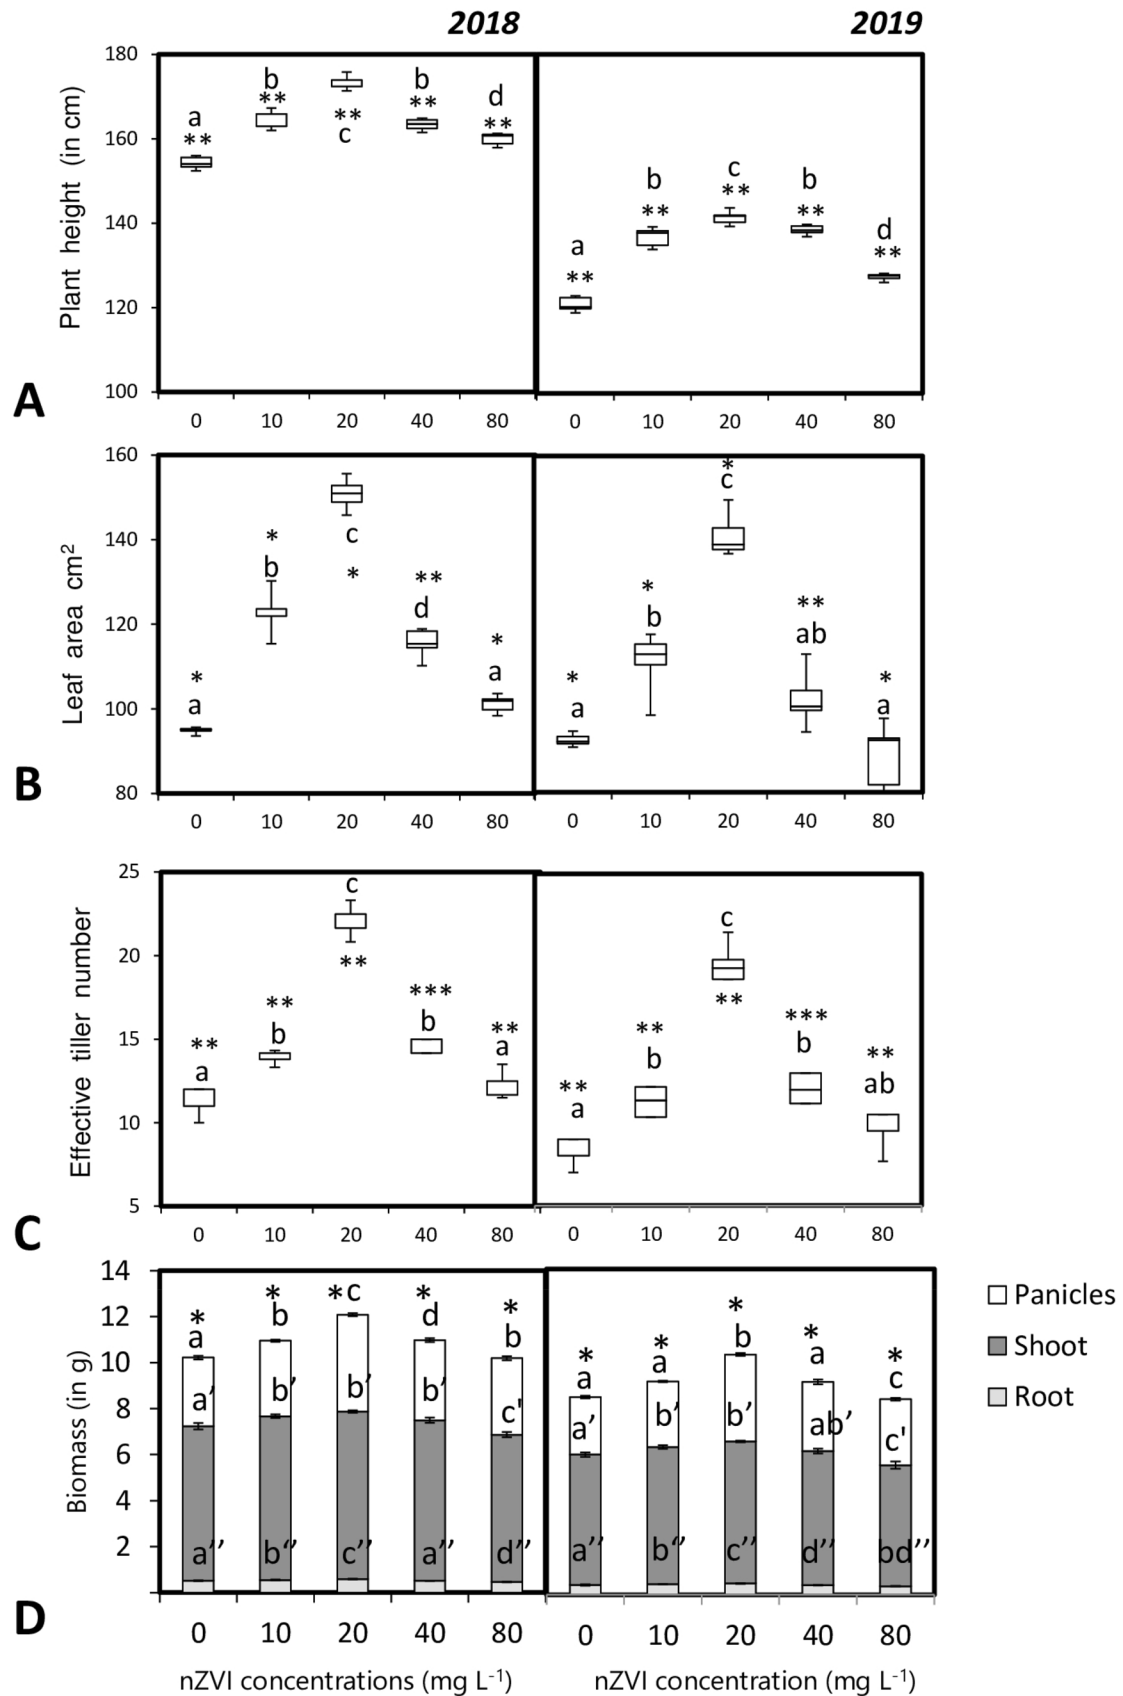 2018 2019
180
160
140
120
100
Plant height (in cm)
a
**
b
**
**
c
b
**
d
**
a
**
b
**
c
**
b
**
d
**
A
0 10 20 40 80 0 10 20 40 80
160
140
120
100
80
Leaf area cm²
*
a
*
b
c
*
**
d
*
a
*
a
*
b
*
c
**
ab
*
a
B
0 10 20 40 80 0 10 20 40 80
25
20
15
10
5
Effective tiller number
**
a
**
b
c
**
***
b
**
a
**
a
**
b
c
**
***
b
**
ab
C
0 10 20 40 80 0 10 20 40 80
14
12
10
8
6
4
2
Biomass (in g)
*
a
a’
a’’
*
b
b’
b‘’
* c
b’
c’’
*
d
b’
a’’
*
b
c'
d’’
*
a
a’
a’’
*
a
b’
b‘’
*
b
b’
c’’
*
a
ab’
d’’
*
c
c'
bd’’
Panicles
Shoot
Root
D
0 10 20 40 80 0 10 20 40 80
nZVI concentrations (mg L⁻¹) nZVI concentration (mg L⁻¹)